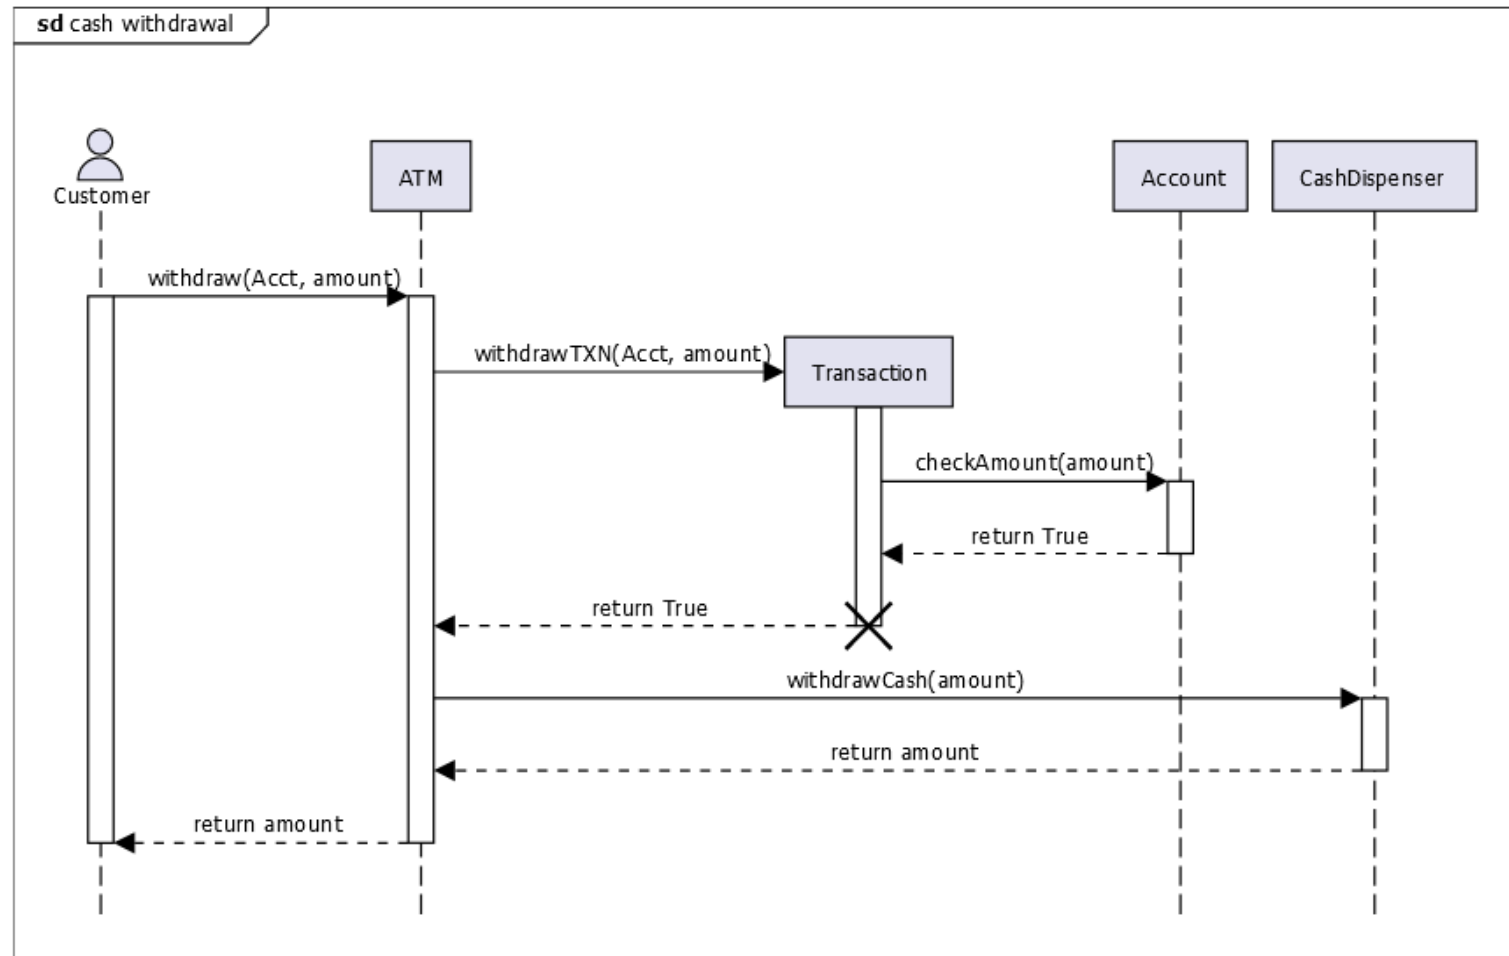 sd cash withdrawal
Customer
ATM
Account
CashDispenser
withdraw(Acct, amount)
withdrawTXN(Acct, amount)
Transaction
checkAmount(amount)
return True
return True
withdrawCash(amount)
return amount
return amount